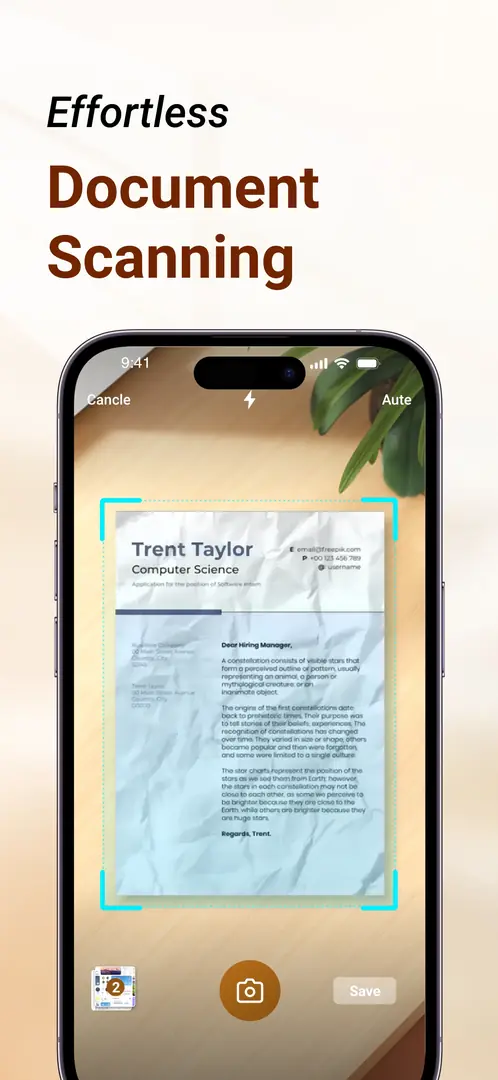 Effortless
Document
Scanning
9:41
Cancle
Aute
Trent Taylor
Computer Science
Application for the position of Software Intern
E email@freepik.com
P +00 123 456 789
@ username
Dear Hiring Manager,
A constellation consists of visible stars that
form a perceived outline or pattern, usually
representing an animal, a person or
mythological creature, or an
inanimate object.
The origins of the first constellations date
back to prehistoric times. Their purpose was
to tell stories of their beliefs, experiences, The
recognition of constellations has changed
over time. They varied in size or shape, others
became popular and then were forgotten,
and some were limited to a single culture.
The star charts represent the position of the
stars as we see them from Earth; however,
the stars in each constellation may not be
close to each other, as some we perceive to
be brighter because they are close to the
Earth, while others are brighter because they
are huge stars.
Regards, Trent.
2
Save